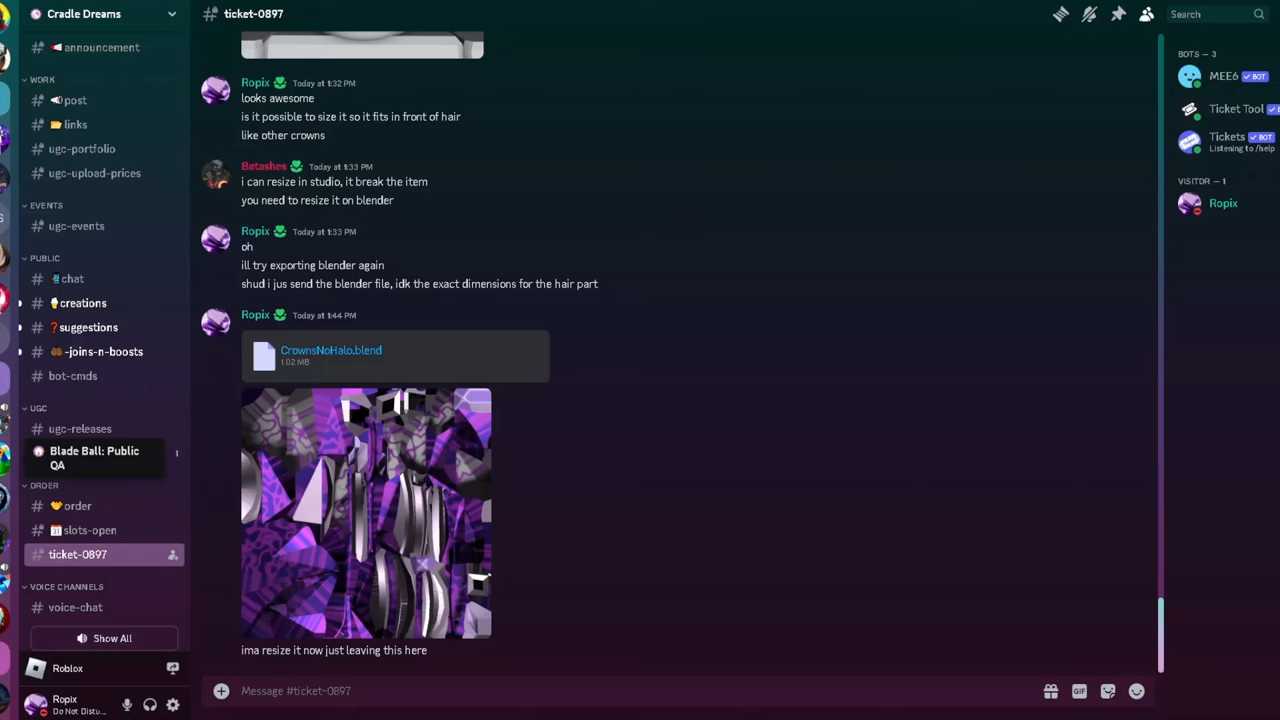 Cradle Dreams
announcement
WORK
post
links
ugc-portfolio
ugc-upload-prices
EVENTS
ugc-events
PUBLIC
chat
creations
suggestions
-joins-n-boosts
bot-cmds
UGC
ugc-releases
Blade Ball: Public
QA
1
ORDER
order
slots-open
ticket-0897
VOICE CHANNELS
voice-chat
Show All
Roblox
Ropix
Do Not Distu...
ticket-0897
Search
Ropix Today at 1:32 PM
looks awesome
is it possible to size it so it fits in front of hair
like other crowns
Batashes Today at 1:33 PM
i can resize in studio, it break the item
you need to resize it on blender
Ropix Today at 1:33 PM
oh
ill try exporting blender again
shud i jus send the blender file, idk the exact dimensions for the hair part
Ropix Today at 1:44 PM
CrownsNoHalo.blend
1.02 MB
ima resize it now just leaving this here
Message #ticket-0897
GIF
BOTS — 3
MEE6 BOT
Ticket Tool
Tickets BOT
Listening to /help
VISITOR — 1
Ropix